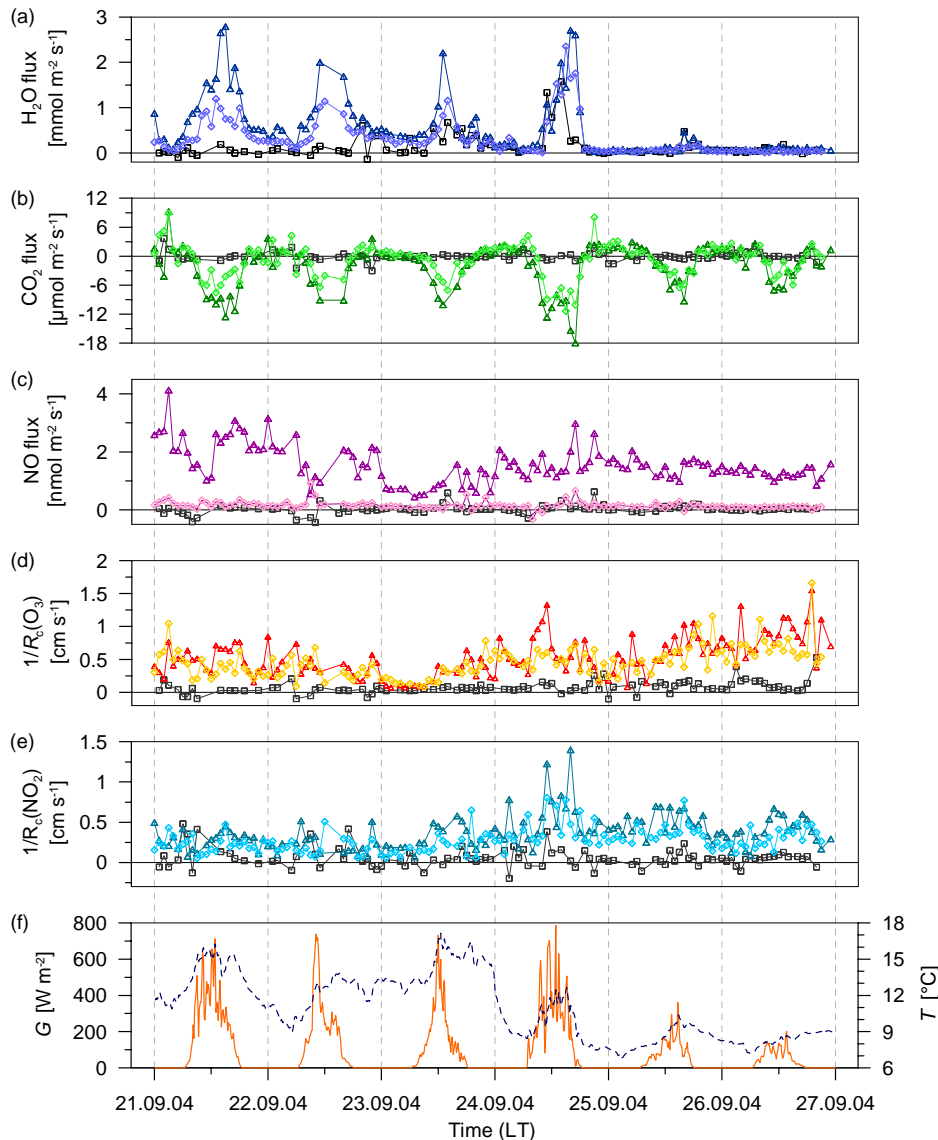 (a)
H₂O flux
[mmol m⁻² s⁻¹]
3
2
1
0
(b)
CO₂ flux
[µmol m⁻² s⁻¹]
12
6
0
-6
-12
-18
(c)
NO flux
[nmol m⁻² s⁻¹]
4
2
0
(d)
1/Rc(O₃)
[cm s⁻¹]
2
1.5
1
0.5
0
(e)
1/Rc(NO₂)
[cm s⁻¹]
1.5
1
0.5
0
(f)
G [W m⁻²]
800
600
400
200
0
18
15
12
9
6
T [°C]
21.09.04 22.09.04 23.09.04 24.09.04 25.09.04 26.09.04 27.09.04
Time (LT)